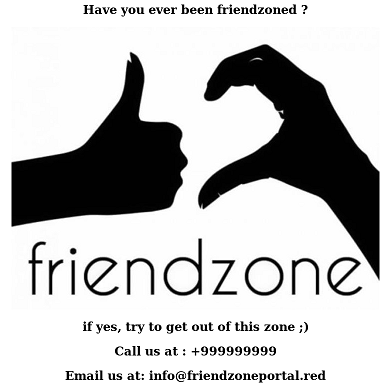 Have you ever been friendzoned ?
friendzone
if yes, try to get out of this zone ;)
Call us at : +999999999
Email us at: info@friendzoneportal.red